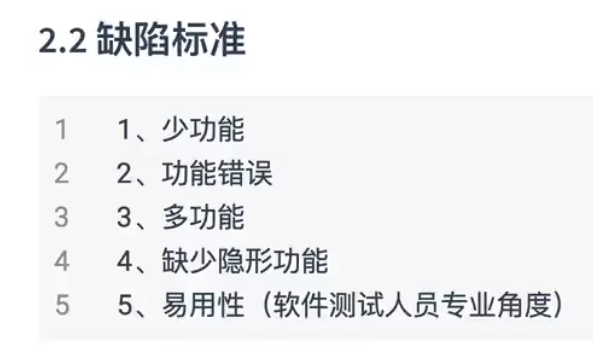 2.2 缺陷标准
1 1、少功能
2 2、功能错误
3 3、多功能
4 4、缺少隐形功能
5 5、易用性（软件测试人员专业角度）